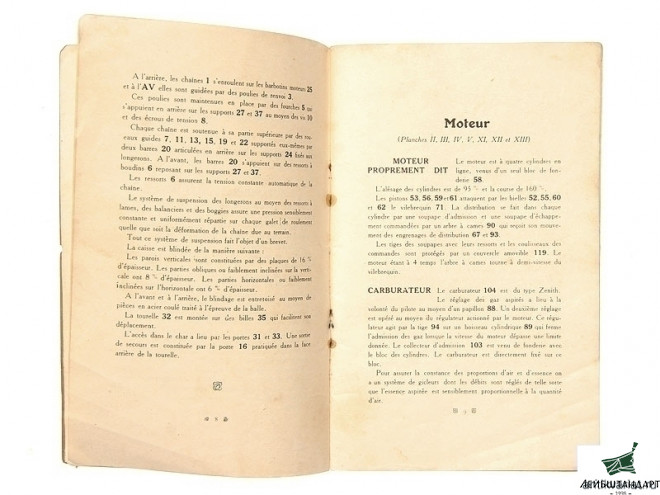 A l'arrière, les chaînes 1 s'enroulent sur les barbotins moteurs 25
et à l'AV elles sont guidées par des poulies de renvoi 3.
Ces poulies sont maintenues en place par des fourches 5 qui
s'appuient en arrière sur les supports 27 et 37 au moyen des vis 10
et des écrous de tension 8.
Chaque chaîne est soutenue à sa partie supérieure par des rou-
leaux guides 7, 11, 13, 15, 19 et 22 supportés eux-mêmes par
deux barres 20 articulées en arrière sur les supports 24 fixés aux
longerons. A l'avant, les barres 20 s'appuient sur des ressorts à
boudins 6 reposant sur les supports 27 et 37.
Les ressorts 6 assurent la tension constante automatique de la
chaîne.
Le système de suspension des longerons au moyen des ressorts à
lames, des balanciers et des boggies assure une pression sensiblement
constante et uniformément répartie sur chaque galet de roulement
quelle que soit la déformation de la chaîne due au terrain.
Tout ce système de suspension fait l'objet d'un brevet.
La caisse est blindée de la manière suivante :
Les parois verticales sont constituées par des plaques de 16 m/m
d'épaisseur. Les parties obliques ou faiblement inclinées sur la verti-
cale ont 8 m/m d'épaisseur. Les parties horizontales ou faiblement
inclinées sur l'horizontale ont 6 m/m d'épaisseur.
A l'avant et à l'arrière, le blindage est entretoisé au moyen de
pièces en acier coulé traité à l'épreuve de la balle.
La tourelle 32 est montée sur des billes 35 qui facilitent son
déplacement.
L'accès dans le char a lieu par les portes 31 et 33. Une sortie
de secours est constituée par la porte 16 pratiquée dans la face
arrière de la tourelle.
Moteur
(Planches II, III, IV, V, XI, XII et XIII)
MOTEUR PROPREMENT DIT Le moteur est à quatre cylindres en
ligne, venus d'un seul bloc de fon-
derie 58.
L'alésage des cylindres est de 95 m/m et la course de 160 m/m.
Les pistons 53, 56, 59 et 61 attaquent par les bielles 52, 55, 60
et 62 le vilebrequin 71. La distribution se fait dans chaque
cylindre par une soupape d'admission et une soupape d'échappe-
ment commandées par un arbre à cames 90 qui reçoit son mouve-
ment des engrenages de distribution 67 et 93.
Les tiges des soupapes avec leurs ressorts et les coulisseaux des
commandes sont protégés par un couvercle amovible 119. Le
moteur étant à 4 temps l'arbre à cames tourne à demi-vitesse du
vilebrequin.
CARBURATEUR Le carburateur 104 est du type Zenith.
Le réglage des gaz aspirés a lieu à la
volonté du pilote au moyen d'un papillon 88. Un deuxième réglage
est opéré au moyen du régulateur actionné par le moteur. Ce régu-
lateur agit par la tige 94 sur un boisseau cylindrique 89 qui ferme
l'admission des gaz lorsque la vitesse du moteur dépasse une limite
donnée. Le collecteur d'admission 103 est venu de fonderie avec
le bloc des cylindres. Le carburateur est directement fixé sur ce
bloc.
Pour assurer la constance des proportions d'air et d'essence on
a un système de gicleurs dont les débits sont réglés de telle sorte
que l'essence aspirée est sensiblement proportionnelle à la quantité
d'air.
9
ЛЕЙБШТАНДАРТ
1998